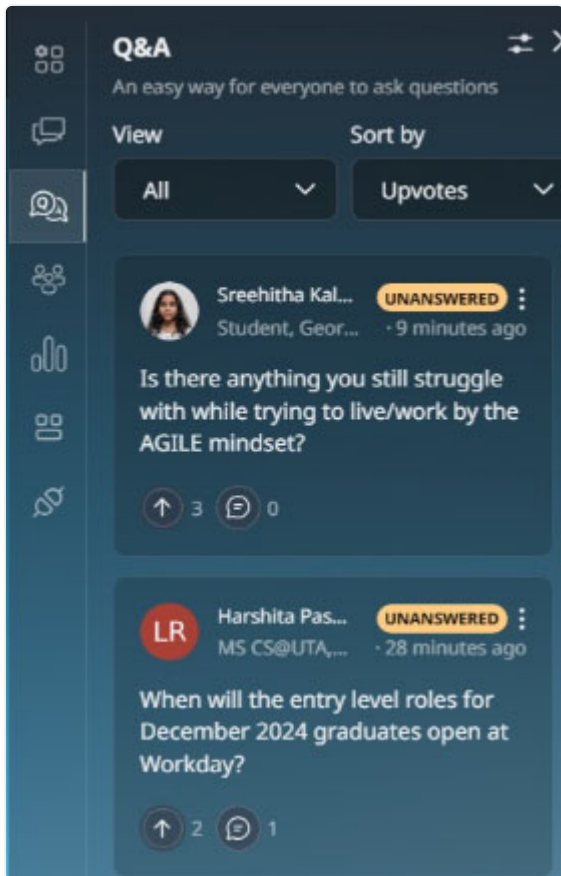 Q&A
An easy way for everyone to ask questions
View Sort by
All Upvotes
Sreehitha Kal... UNANSWERED
Student, Geor... · 9 minutes ago
Is there anything you still struggle
with while trying to live/work by the
AGILE mindset?
3 0
LR Harshita Pas... UNANSWERED
MS CS@UTA,... · 28 minutes ago
When will the entry level roles for
December 2024 graduates open at
Workday?
2 1